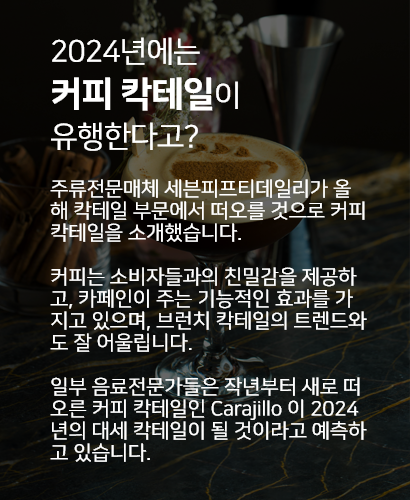 2024년에는
커피 칵테일이
유행한다고?
주류전문매체 세븐피프티데일리가 올
해 칵테일 부문에서 떠오를 것으로 커피
칵테일을 소개했습니다.
커피는 소비자들과의 친밀감을 제공하
고, 카페인이 주는 기능적인 효과를 가
지고 있으며, 브런치 칵테일의 트렌드와
도 잘 어울립니다.
일부 음료전문가들은 작년부터 새로 떠
오른 커피 칵테일인 Carajillo 이 2024
년의 대세 칵테일이 될 것이라고 예측하
고 있습니다.